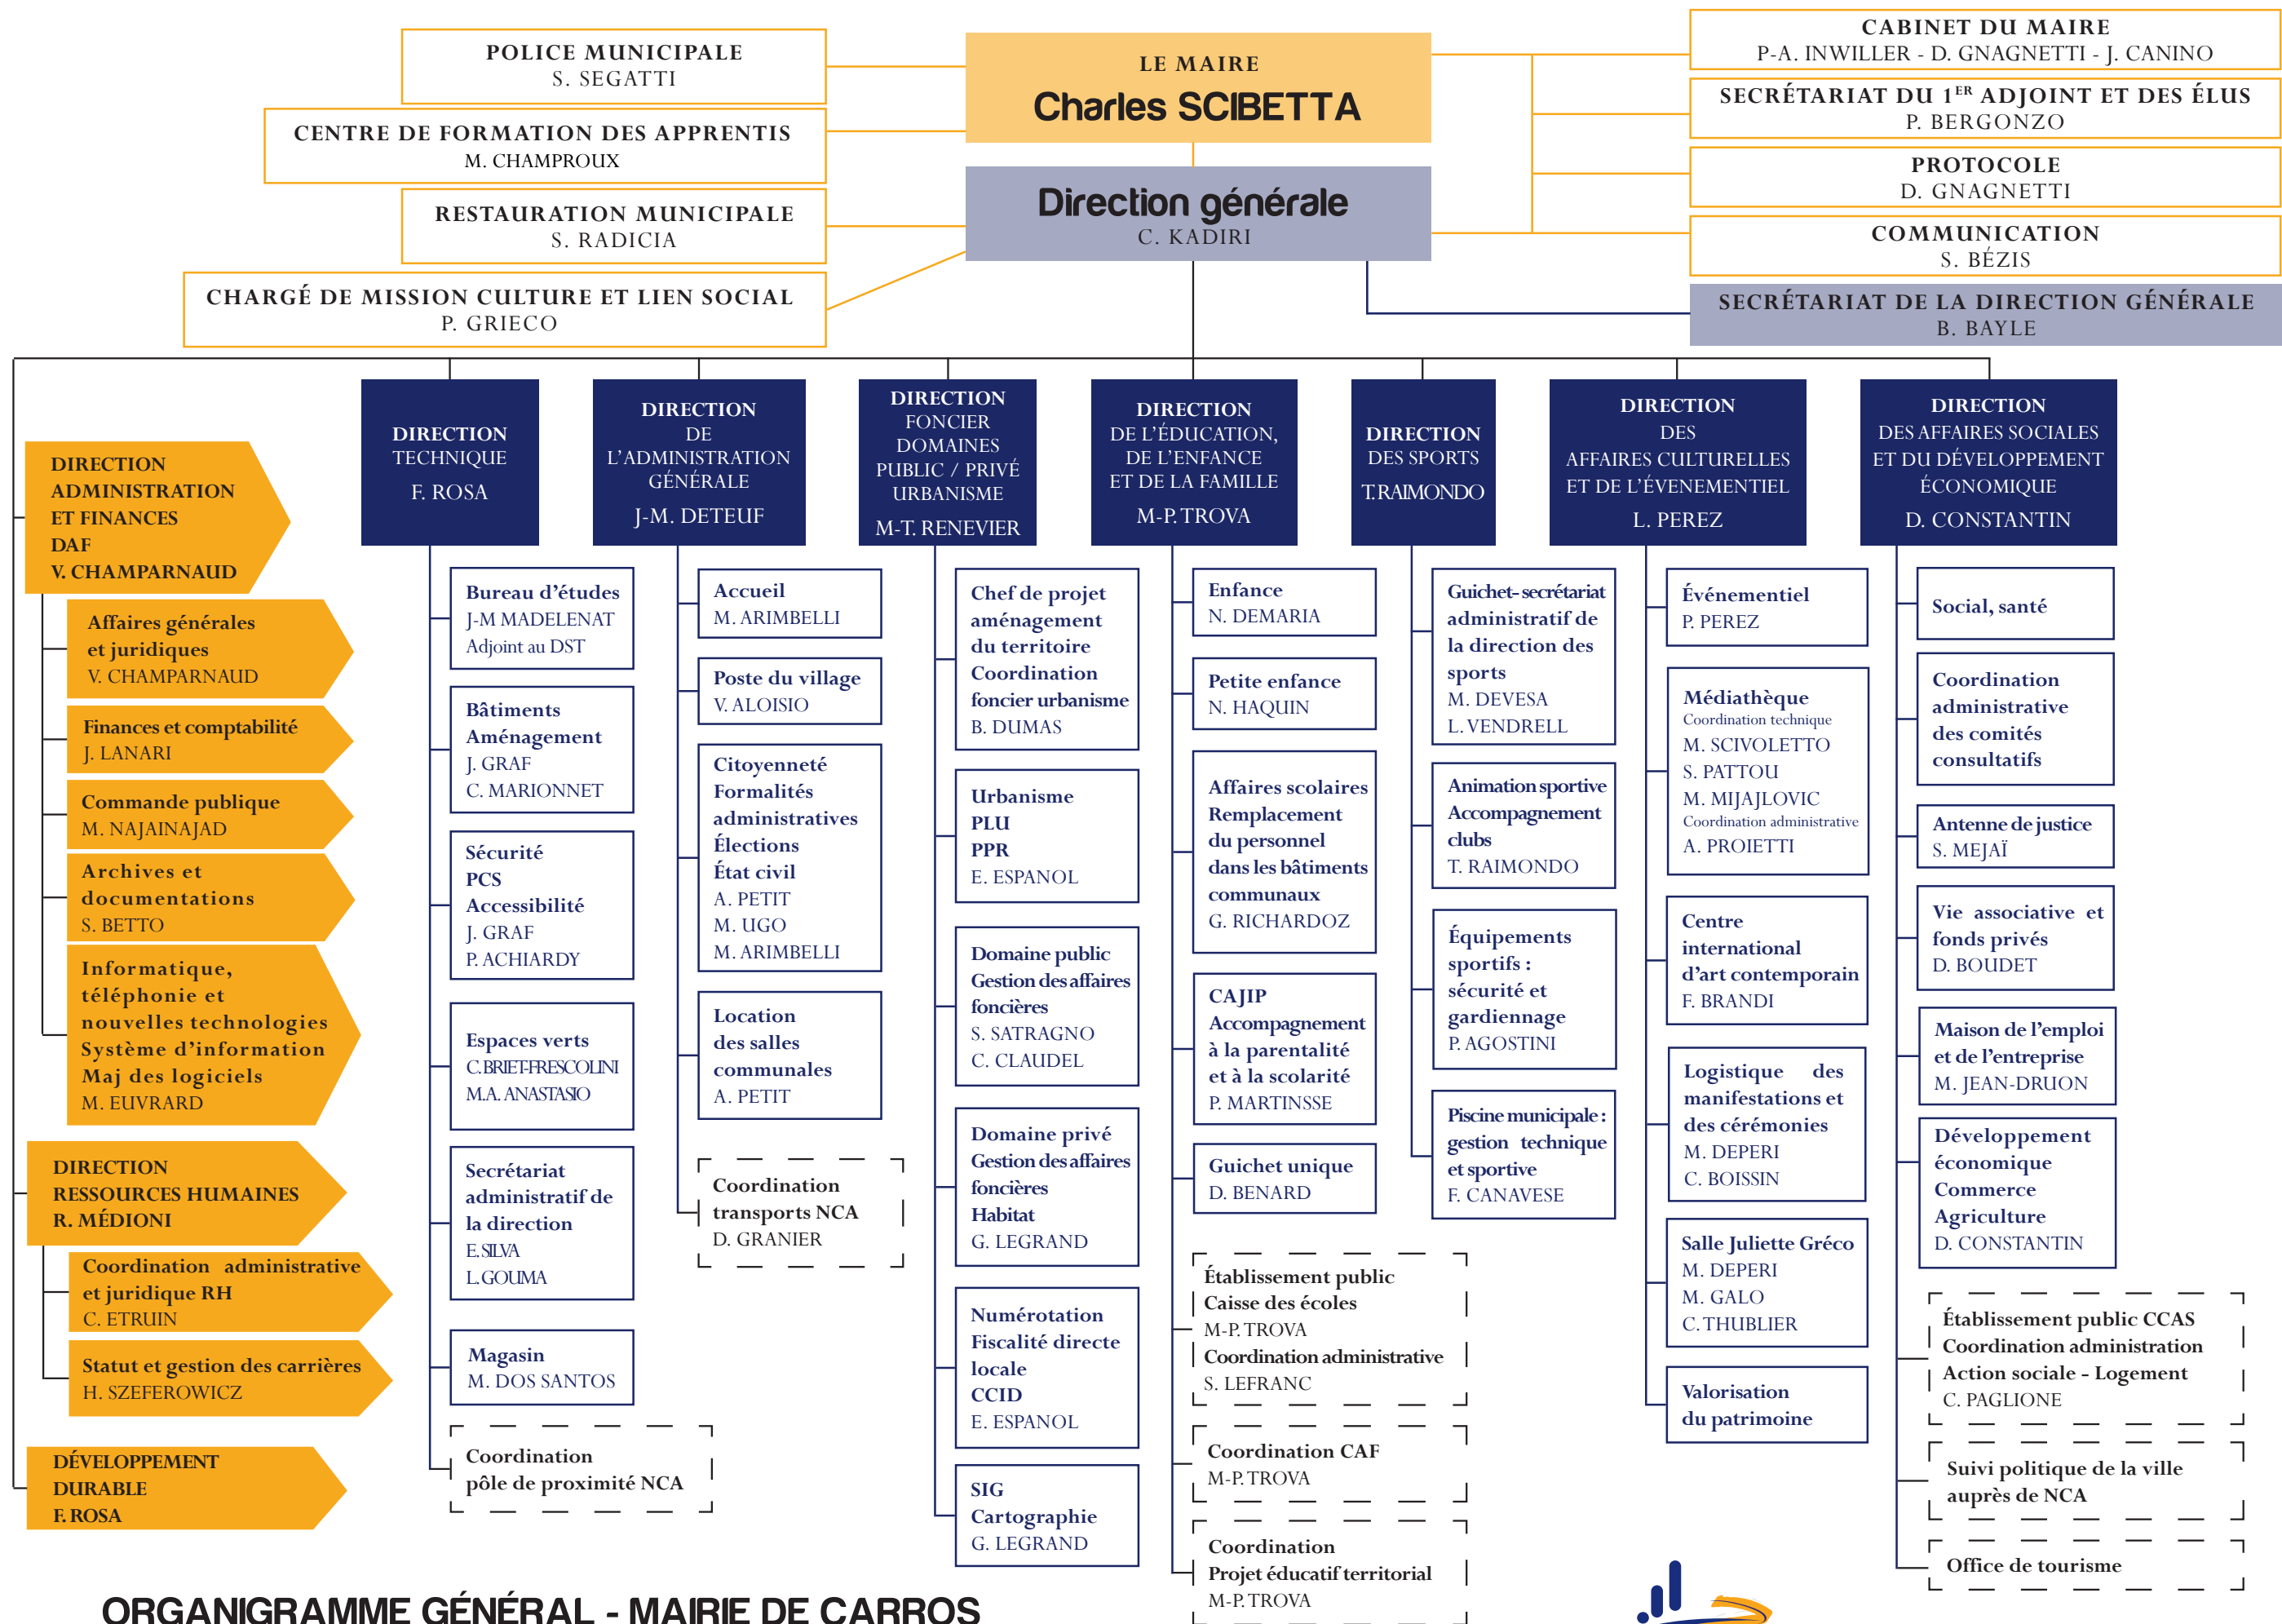 POLICE MUNICIPALE
S. SEGATTI
CENTRE DE FORMATION DES APPRENTIS
M. CHAMPROUX
RESTAURATION MUNICIPALE
S. RADICIA
CHARGÉ DE MISSION CULTURE ET LIEN SOCIAL
P. GRIECO
LE MAIRE
Charles SCIBETTA
Direction générale
C. KADIRI
CABINET DU MAIRE
P-A. INWILLER - D. GNAGNETTI - J. CANINO
SECRÉTARIAT DU 1ER ADJOINT ET DES ÉLUS
P. BERGONZO
PROTOCOLE
D. GNAGNETTI
COMMUNICATION
S. BÉZIS
SECRÉTARIAT DE LA DIRECTION GÉNÉRALE
B. BAYLE
DIRECTION
ADMINISTRATION
ET FINANCES
DAF
V. CHAMPARNAUD
Affaires générales
et juridiques
V. CHAMPARNAUD
Finances et comptabilité
J. LANARI
Commande publique
M. NAJAINAJAD
Archives et
documentations
S. BETTO
Informatique,
téléphonie et
nouvelles technologies
Système d'information
Maj des logiciels
M. EUVRARD
DIRECTION
RESSOURCES HUMAINES
R. MÉDIONI
Coordination administrative
et juridique RH
C. ETRUIN
Statut et gestion des carrières
H. SZEFEROWICZ
DÉVELOPPEMENT
DURABLE
F. ROSA
DIRECTION
TECHNIQUE
F. ROSA
Bureau d'études
J-M MADELENAT
Adjoint au DST
Bâtiments
Aménagement
J. GRAF
C. MARIONNET
Sécurité
PCS
Accessibilité
J. GRAF
P. ACHIARDY
Espaces verts
C. BRIET-FRESCOLINI
M.A. ANASTASIO
Secrétariat
administratif de
la direction
E. SILVA
L. GOUMA
Magasin
M. DOS SANTOS
Coordination
pôle de proximité NCA
DIRECTION
DE
L'ADMINISTRATION
GÉNÉRALE
J-M. DETEUF
Accueil
M. ARIMBELLI
Poste du village
V. ALOISIO
Citoyenneté
Formalités
administratives
Élections
État civil
A. PETIT
M. UGO
M. ARIMBELLI
Location
des salles
communales
A. PETIT
Coordination
transports NCA
D. GRANIER
DIRECTION
FONCIER
DOMAINES
PUBLIC / PRIVÉ
URBANISME
M-T. RENEVIER
Chef de projet
aménagement
du territoire
Coordination
foncier urbanisme
B. DUMAS
Urbanisme
PLU
PPR
E. ESPANOL
Domaine public
Gestion des affaires
foncières
S. SATRAGNO
C. CLAUDEL
Domaine privé
Gestion des affaires
foncières
Habitat
G. LEGRAND
Numérotation
Fiscalité directe
locale
CCID
E. ESPANOL
SIG
Cartographie
G. LEGRAND
DIRECTION
DE L'ÉDUCATION,
DE L'ENFANCE
ET DE LA FAMILLE
M-P. TROVA
Enfance
N. DEMARIA
Petite enfance
N. HAQUIN
Affaires scolaires
Remplacement
du personnel
dans les bâtiments
communaux
G. RICHARDOZ
CAJIP
Accompagnement
à la parentalité
et à la scolarité
P. MARTINSSE
Guichet unique
D. BENARD
Établissement public
Caisse des écoles
M-P. TROVA
Coordination administrative
S. LEFRANC
Coordination CAF
M-P. TROVA
Coordination
Projet éducatif territorial
M-P. TROVA
DIRECTION
DES SPORTS
T. RAIMONDO
Guichet- secrétariat
administratif de
la direction des
sports
M. DEVESA
L. VENDRELL
Animation sportive
Accompagnement
clubs
T. RAIMONDO
Équipements
sportifs :
sécurité et
gardiennage
P. AGOSTINI
Piscine municipale :
gestion technique
et sportive
F. CANAVESE
DIRECTION
DES
AFFAIRES CULTURELLES
ET DE L'ÉVENEMENTIEL
L. PEREZ
Événementiel
P. PEREZ
Médiathèque
Coordination technique
M. SCIVOLETTO
S. PATTOU
M. MIJAJLOVIC
Coordination administrative
A. PROIETTI
Centre
international
d'art contemporain
F. BRANDI
Logistique des
manifestations et
des cérémonies
M. DEPERI
C. BOISSIN
Salle Juliette Gréco
M. DEPERI
M. GALO
C. THUBLIER
Valorisation
du patrimoine
DIRECTION
DES AFFAIRES SOCIALES
ET DU DÉVELOPPEMENT
ÉCONOMIQUE
D. CONSTANTIN
Social, santé
Coordination
administrative
des comités
consultatifs
Antenne de justice
S. MEJAÏ
Vie associative et
fonds privés
D. BOUDET
Maison de l'emploi
et de l'entreprise
M. JEAN-DRUON
Développement
économique
Commerce
Agriculture
D. CONSTANTIN
Établissement public CCAS
Coordination administration
Action sociale - Logement
C. PAGLIONE
Suivi politique de la ville
auprès de NCA
Office de tourisme
ORGANIGRAMME GÉNÉRAL - MAIRIE DE CARROS